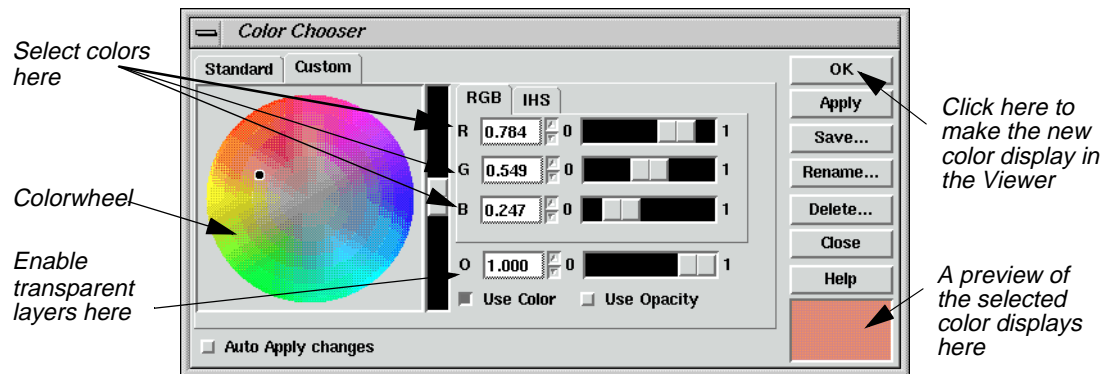 Color Chooser
Select colors
here
Standard Custom
OK
RGB IHS
Apply
Click here to
make the new
color display in
the Viewer
R 0.784 0 1
Save...
G 0.549 0 1
Rename...
Colorwheel
B 0.247 0 1
Delete...
Close
Enable
transparent
layers here
O 1.000 0 1
Help
Use Color Use Opacity
A preview of
the selected
color displays
here
Auto Apply changes